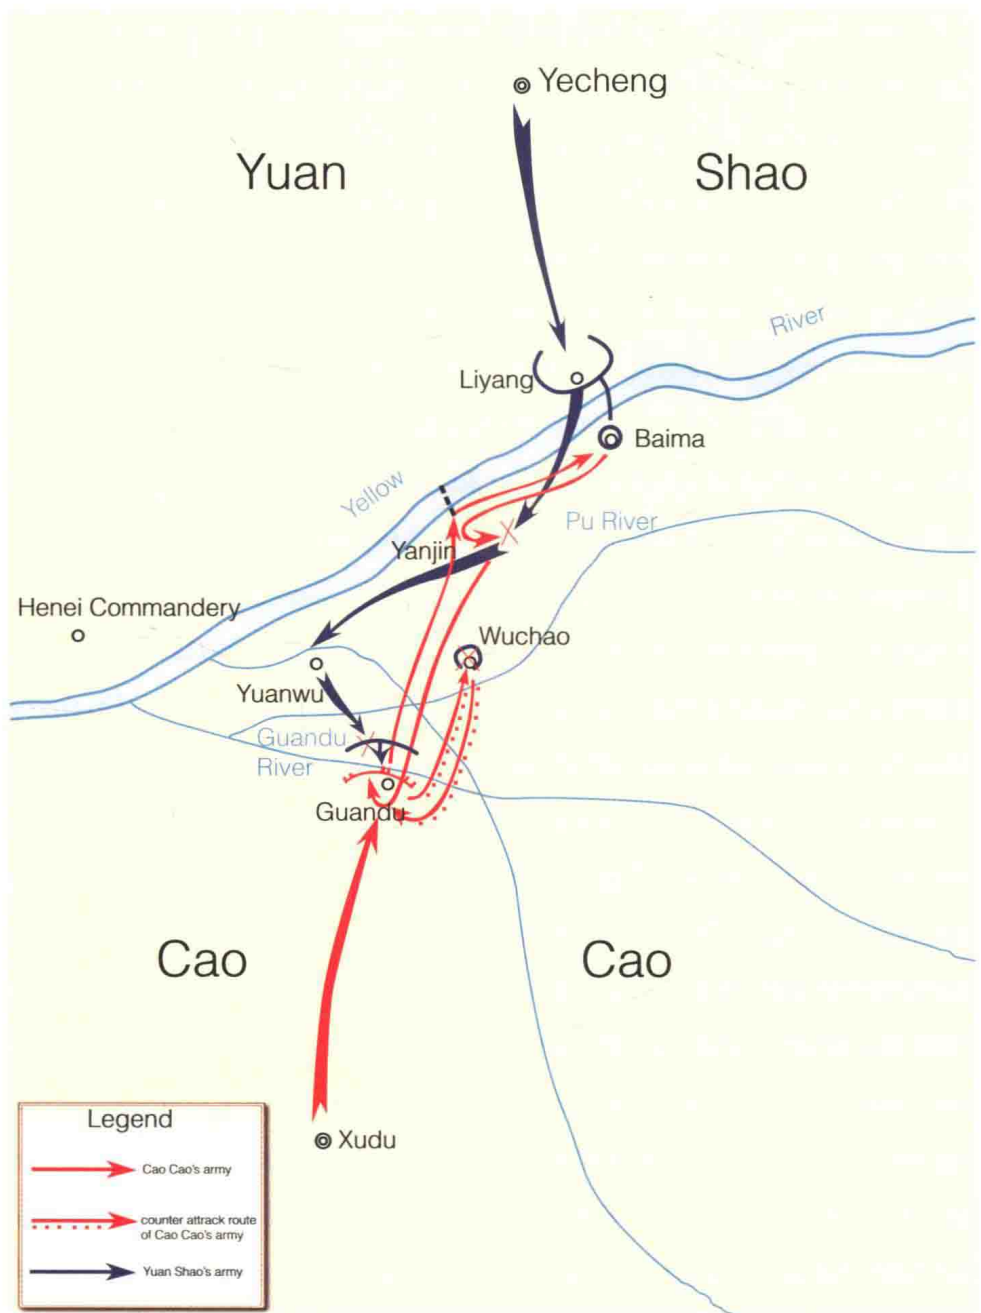 Yecheng
Yuan
Shao
River
Liyang
Baima
Yellow
Pu River
Yanjin
Henei Commandery
Wuchao
Yuanwu
Guandu
River
Guandu
Cao
Cao
Xudu
Legend
Cao Cao's army
counter attrack route
of Cao Cao's army
Yuan Shao's army